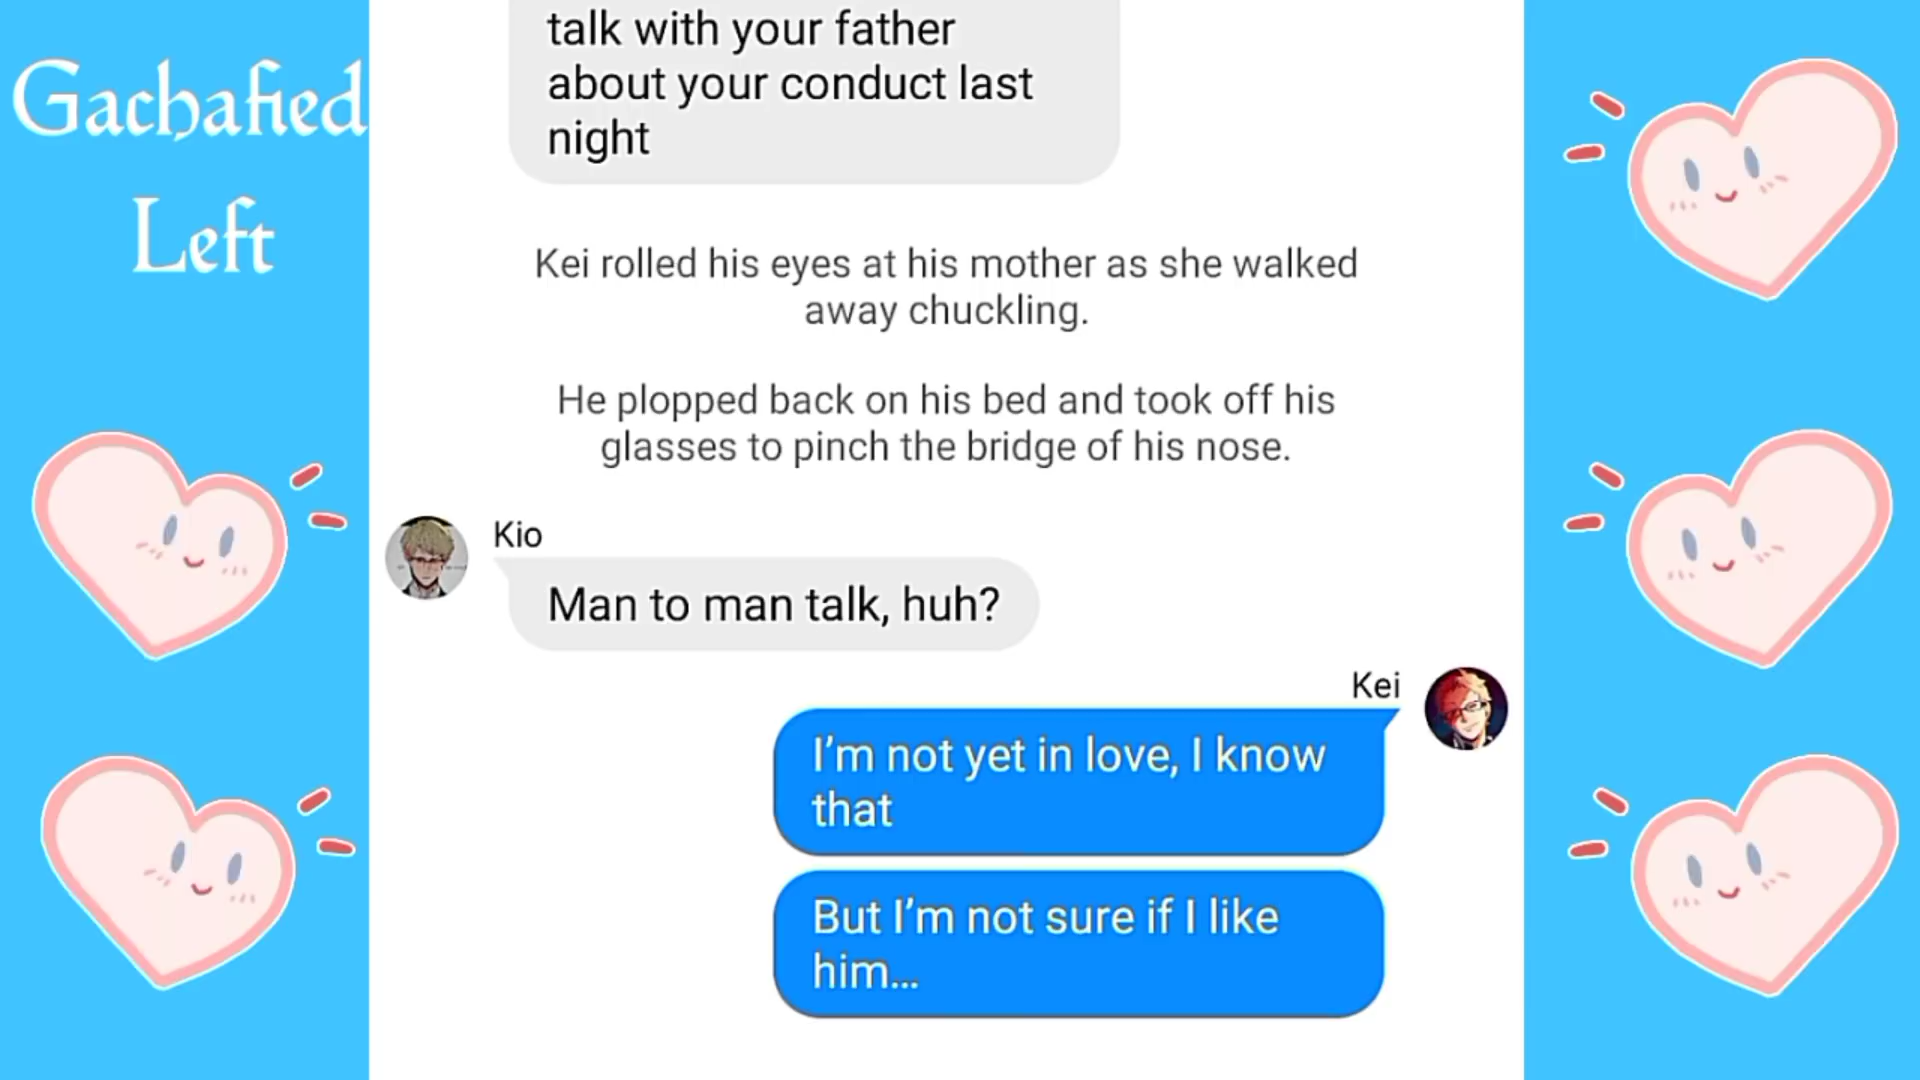 Gachafied
Left
talk with your father
about your conduct last
night
Kei rolled his eyes at his mother as she walked
away chuckling.
He plopped back on his bed and took off his
glasses to pinch the bridge of his nose.
Kio
Man to man talk, huh?
Kei
I’m not yet in love, I know
that
But I’m not sure if I like
him…